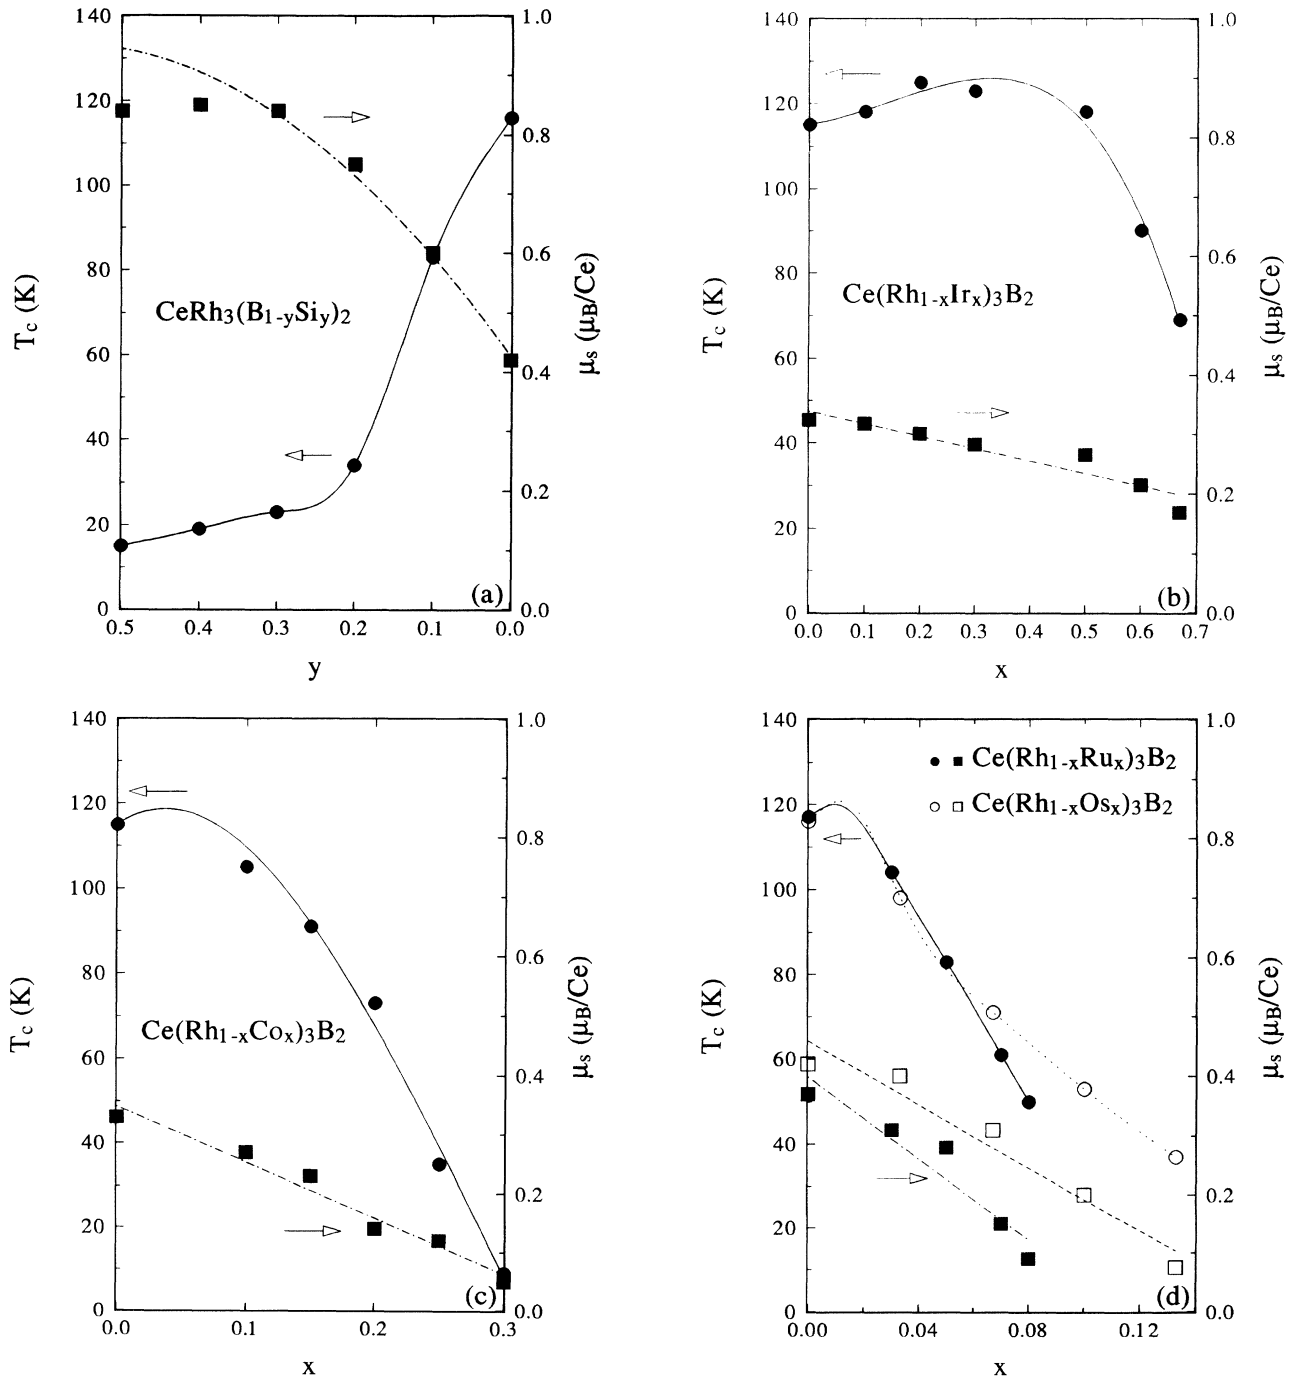 140
120
100
80
60
40
20
0
T_c (K)
1.0
0.8
0.6
0.4
0.2
0.0
μ_s (μ_B/Ce)
CeRh₃(B₁₋ySiy)₂
(a)
0.5 0.4 0.3 0.2 0.1 0.0
y
140
120
100
80
60
40
20
0
T_c (K)
1.0
0.8
0.6
0.4
0.2
0.0
μ_s (μ_B/Ce)
Ce(Rh₁₋ₓIrₓ)₃B₂
(b)
0.0 0.1 0.2 0.3 0.4 0.5 0.6 0.7
x
140
120
100
80
60
40
20
0
T_c (K)
1.0
0.8
0.6
0.4
0.2
0.0
μ_s (μ_B/Ce)
Ce(Rh₁₋ₓCoₓ)₃B₂
(c)
0.0 0.1 0.2 0.3
x
140
120
100
80
60
40
20
0
T_c (K)
1.0
0.8
0.6
0.4
0.2
0.0
μ_s (μ_B/Ce)
Ce(Rh₁₋ₓRuₓ)₃B₂
Ce(Rh₁₋ₓOsₓ)₃B₂
(d)
0.00 0.04 0.08 0.12
x